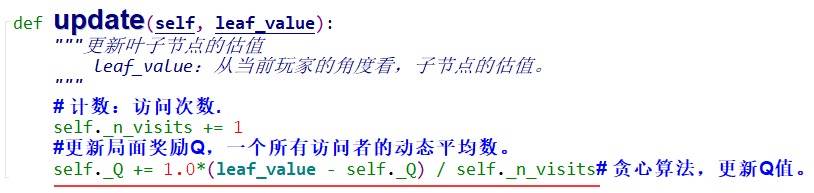 def update(self, leaf_value):
"""更新叶子节点的估值
leaf_value: 从当前玩家的角度看，子节点的估值。
"""
# 计数：访问次数.
self._n_visits += 1
#更新局面奖励Q，一个所有访问者的动态平均数。
self._Q += 1.0*(leaf_value - self._Q) / self._n_visits# 贪心算法，更新Q值。